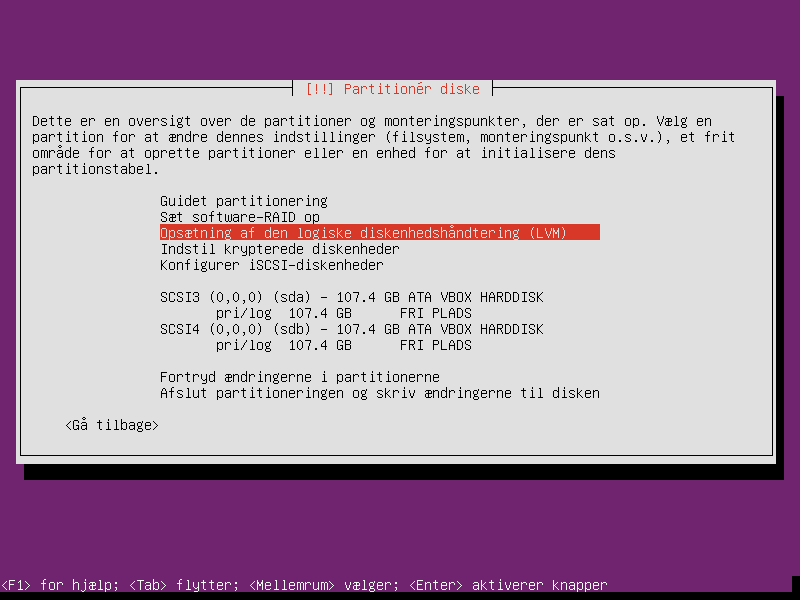 [!!] Partitionér diske
Dette er en oversigt over de partitioner og monteringspunkter, der er sat op. Vælg en
partition for at ændre dennes indstillinger (filsystem, monteringspunkt o.s.v.), et frit
område for at oprette partitioner eller en enhed for at initialisere dens
partitionstabel.
Guidet partitionering
Sæt software-RAID op
Opsætning af den logiske diskenhedshåndtering (LVM)
Indstil krypterede diskenheder
Konfigurer iSCSI-diskenheder
SCSI3 (0,0,0) (sda) - 107.4 GB ATA VBOX HARDDISK
pri/log 107.4 GB FRI PLADS
SCSI4 (0,0,0) (sdb) - 107.4 GB ATA VBOX HARDDISK
pri/log 107.4 GB FRI PLADS
Fortryd ændringerne i partitionerne
Afslut partitioneringen og skriv ændringerne til disken
<Gå tilbage>
<F1> for hjælp; <Tab> flytter; <Mellemrum> vælger; <Enter> aktiverer knapper